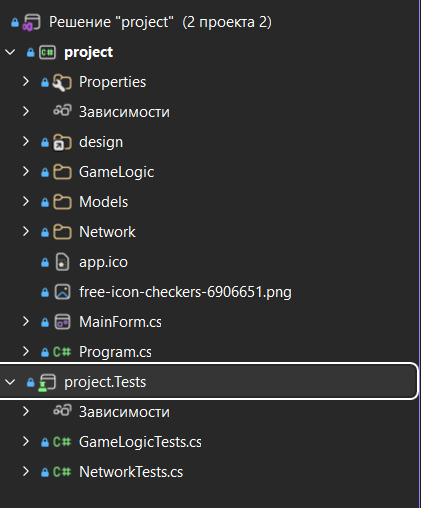 Решение "project" (2 проекта 2)
project
Properties
Зависимости
design
GameLogic
Models
Network
app.ico
free-icon-checkers-6906651.png
MainForm.cs
C# Program.cs
project.Tests
Зависимости
C# GameLogicTests.cs
C# NetworkTests.cs